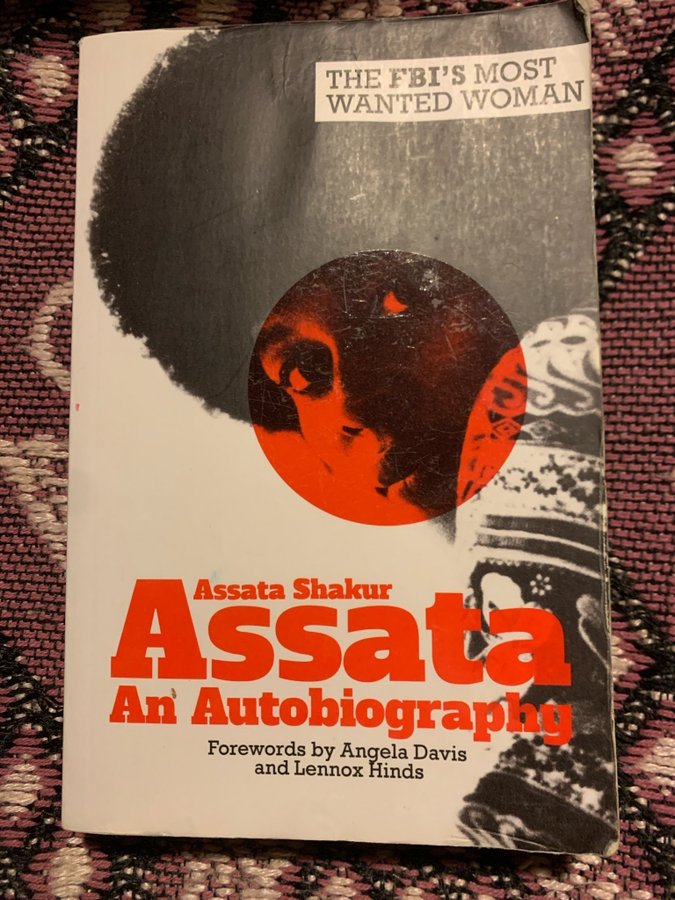 THE FBI'S MOST
WANTED WOMAN
Assata Shakur
Assata
An Autobiography
Forewords by Angela Davis
and Lennox Hinds